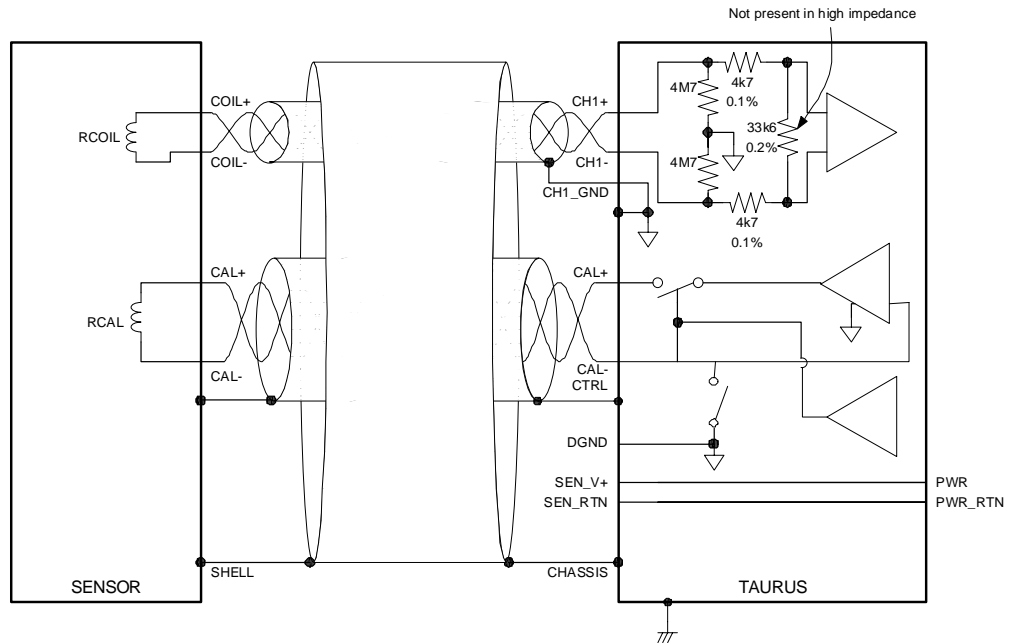 Not present in high impedance
4M7
4k7
0.1%
COIL+
CH1+
RCOIL
33k6
0.2%
COIL-
CH1-
4M7
CH1_GND
4k7
0.1%
CAL+
CAL+
RCAL
CAL-
CAL-
CTRL
DGND
SEN_V+
PWR
SEN_RTN
PWR_RTN
SHELL
CHASSIS
SENSOR
TAURUS